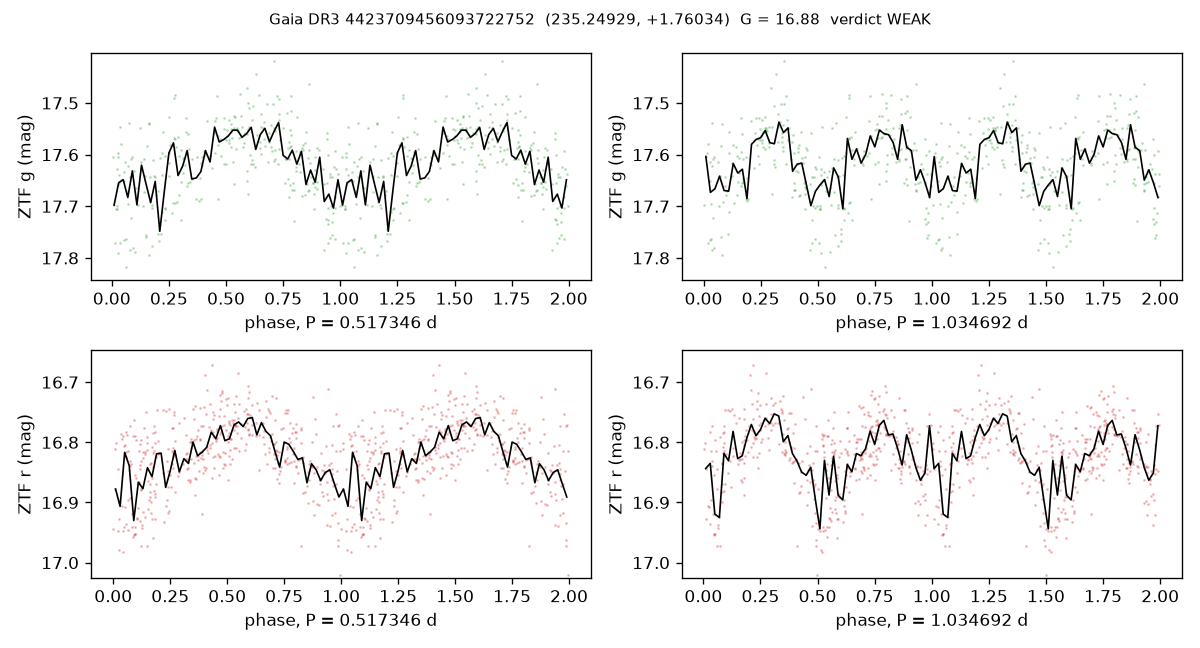 Gaia DR3 4423709456093722752  (235.24929, +1.76034)  G = 16.88  verdict WEAK
ZTF g (mag)
17.5
17.6
17.7
17.8
0.00 0.25 0.50 0.75 1.00 1.25 1.50 1.75 2.00
phase, P = 0.517346 d
ZTF g (mag)
17.5
17.6
17.7
17.8
0.00 0.25 0.50 0.75 1.00 1.25 1.50 1.75 2.00
phase, P = 1.034692 d
ZTF r (mag)
16.7
16.8
16.9
17.0
0.00 0.25 0.50 0.75 1.00 1.25 1.50 1.75 2.00
phase, P = 0.517346 d
ZTF r (mag)
16.7
16.8
16.9
17.0
0.00 0.25 0.50 0.75 1.00 1.25 1.50 1.75 2.00
phase, P = 1.034692 d